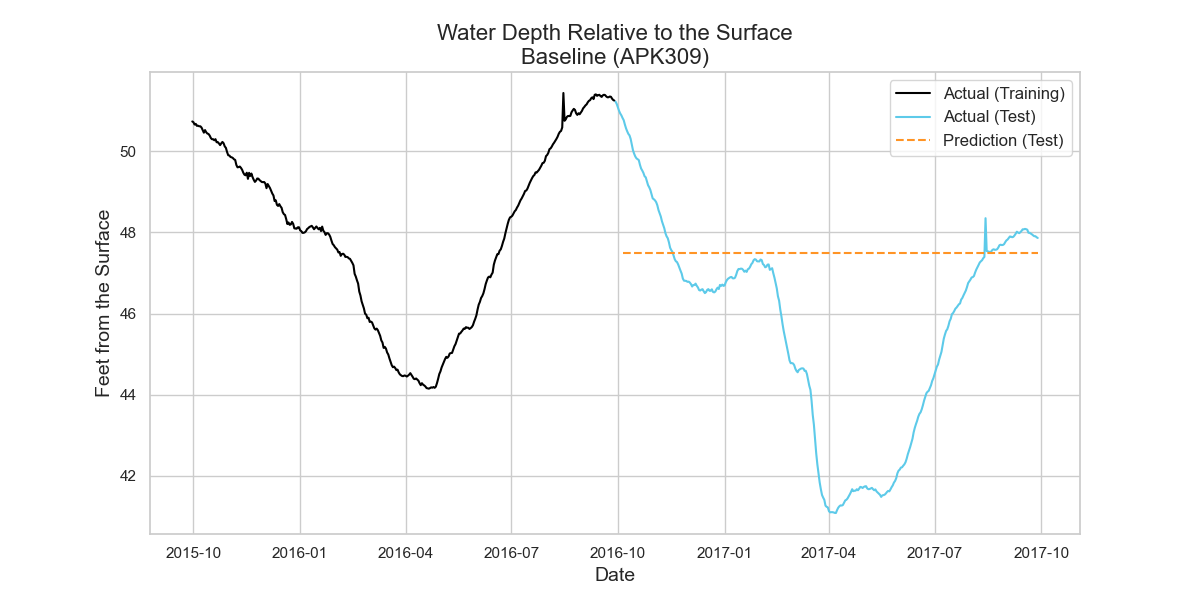 Water Depth Relative to the Surface
Baseline (APK309)
Actual (Training)
Actual (Test)
Prediction (Test)
Feet from the Surface
50
48
46
44
42
2015-10
2016-01
2016-04
2016-07
2016-10
2017-01
2017-04
2017-07
2017-10
Date